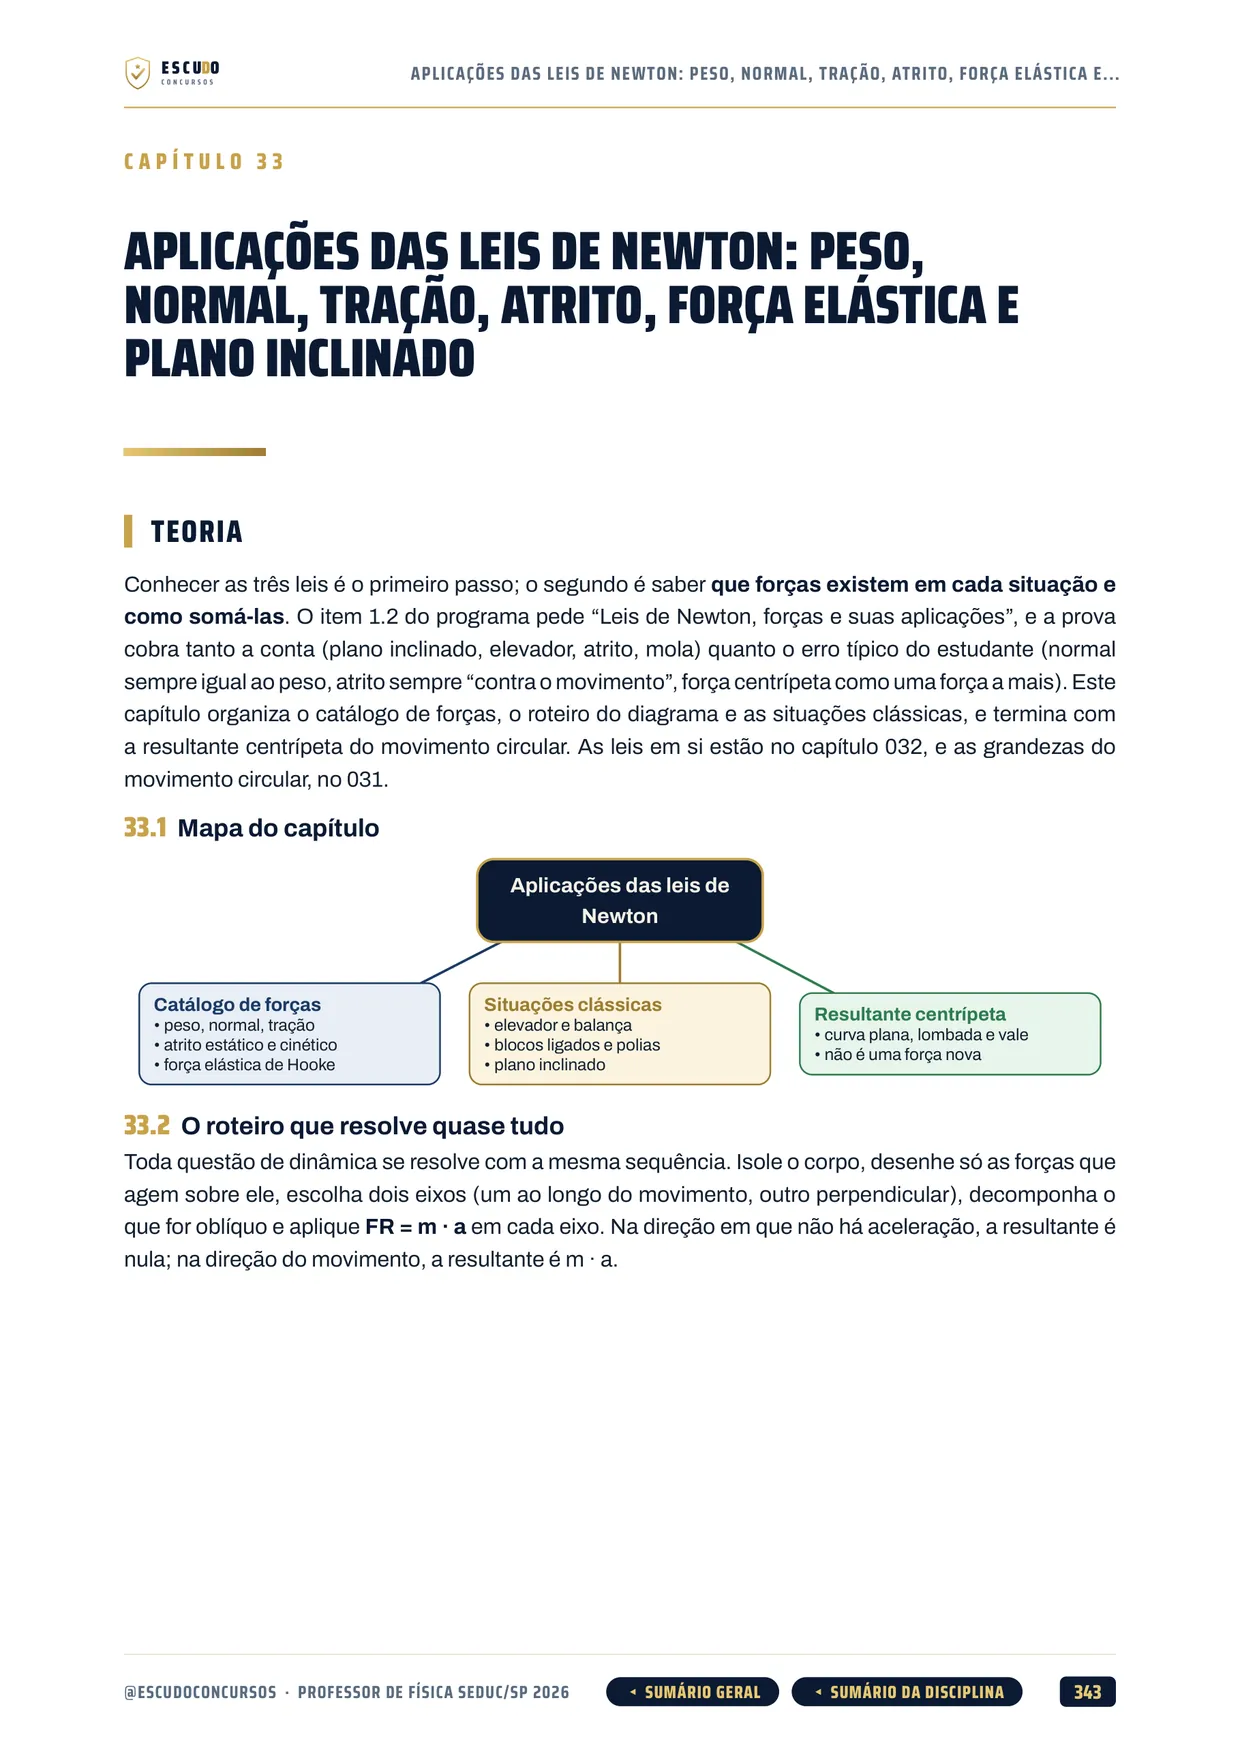 ESCUDO
CONCURSOS
APLICAÇÕES DAS LEIS DE NEWTON: PESO, NORMAL, TRAÇÃO, ATRITO, FORÇA ELÁSTICA E...
CAPÍTULO 33
APLICAÇÕES DAS LEIS DE NEWTON: PESO,
NORMAL, TRAÇÃO, ATRITO, FORÇA ELÁSTICA E
PLANO INCLINADO
TEORIA
Conhecer as três leis é o primeiro passo; o segundo é saber que forças existem em cada situação e
como somá-las. O item 1.2 do programa pede “Leis de Newton, forças e suas aplicações”, e a prova
cobra tanto a conta (plano inclinado, elevador, atrito, mola) quanto o erro típico do estudante (normal
sempre igual ao peso, atrito sempre “contra o movimento”, força centrípeta como uma força a mais). Este
capítulo organiza o catálogo de forças, o roteiro do diagrama e as situações clássicas, e termina com
a resultante centrípeta do movimento circular. As leis em si estão no capítulo 032, e as grandezas do
movimento circular, no 031.
33.1 Mapa do capítulo
Aplicações das leis de
Newton
Catálogo de forças
• peso, normal, tração
• atrito estático e cinético
• força elástica de Hooke
Situações clássicas
• elevador e balança
• blocos ligados e polias
• plano inclinado
Resultante centrípeta
• curva plana, lombada e vale
• não é uma força nova
33.2 O roteiro que resolve quase tudo
Toda questão de dinâmica se resolve com a mesma sequência. Isole o corpo, desenhe só as forças que
agem sobre ele, escolha dois eixos (um ao longo do movimento, outro perpendicular), decomponha o
que for oblíquo e aplique FR = m · a em cada eixo. Na direção em que não há aceleração, a resultante é
nula; na direção do movimento, a resultante é m · a.
@ESCUDOCONCURSOS · PROFESSOR DE FÍSICA SEDUC/SP 2026
◂ SUMÁRIO GERAL
◂ SUMÁRIO DA DISCIPLINA
343